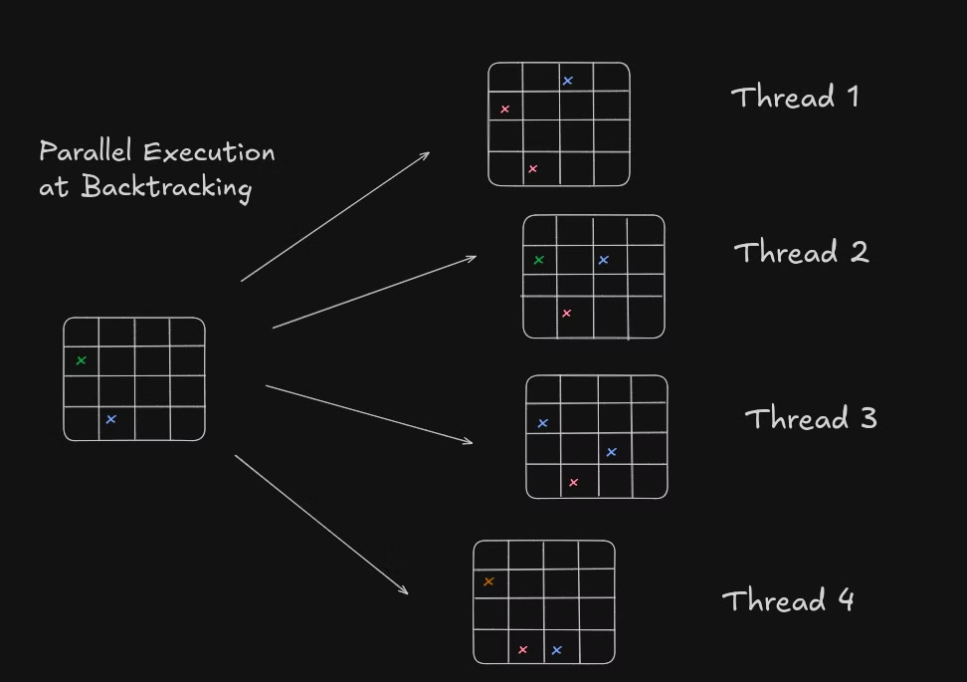 Parallel Execution
at Backtracking
Thread 1
Thread 2
Thread 3
Thread 4